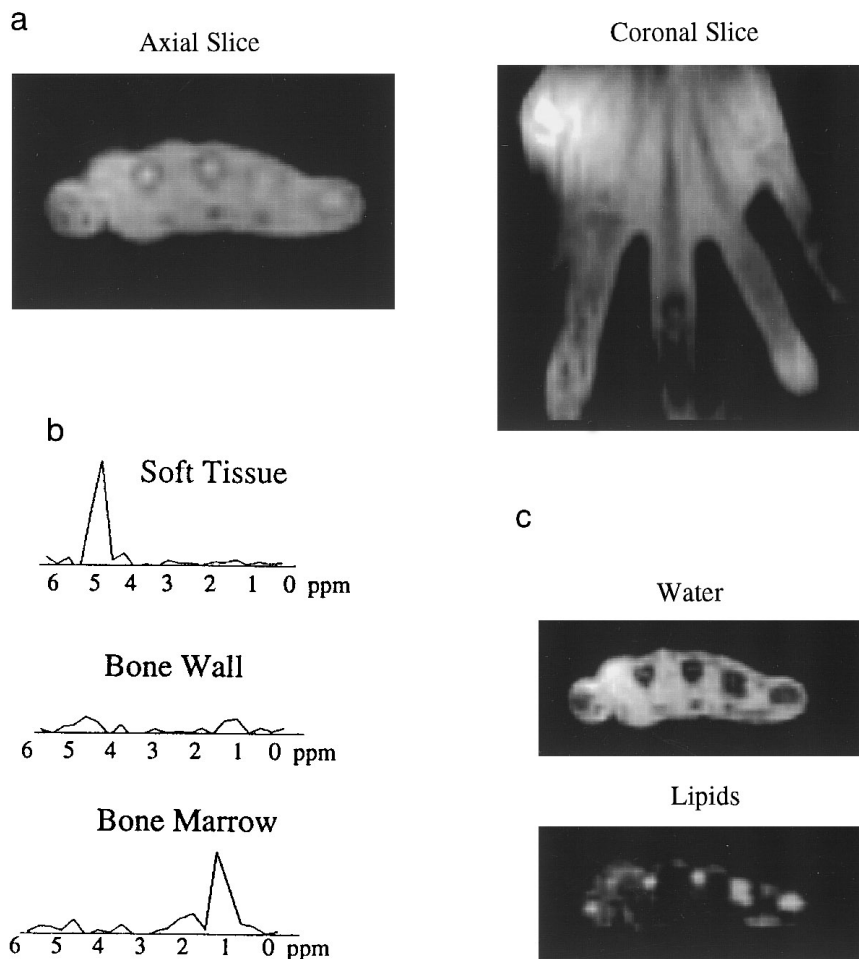 a
Axial Slice
Coronal Slice
b
Soft Tissue
6 5 4 3 2 1 0 ppm
Bone Wall
6 5 4 3 2 1 0 ppm
Bone Marrow
6 5 4 3 2 1 0 ppm
c
Water
Lipids